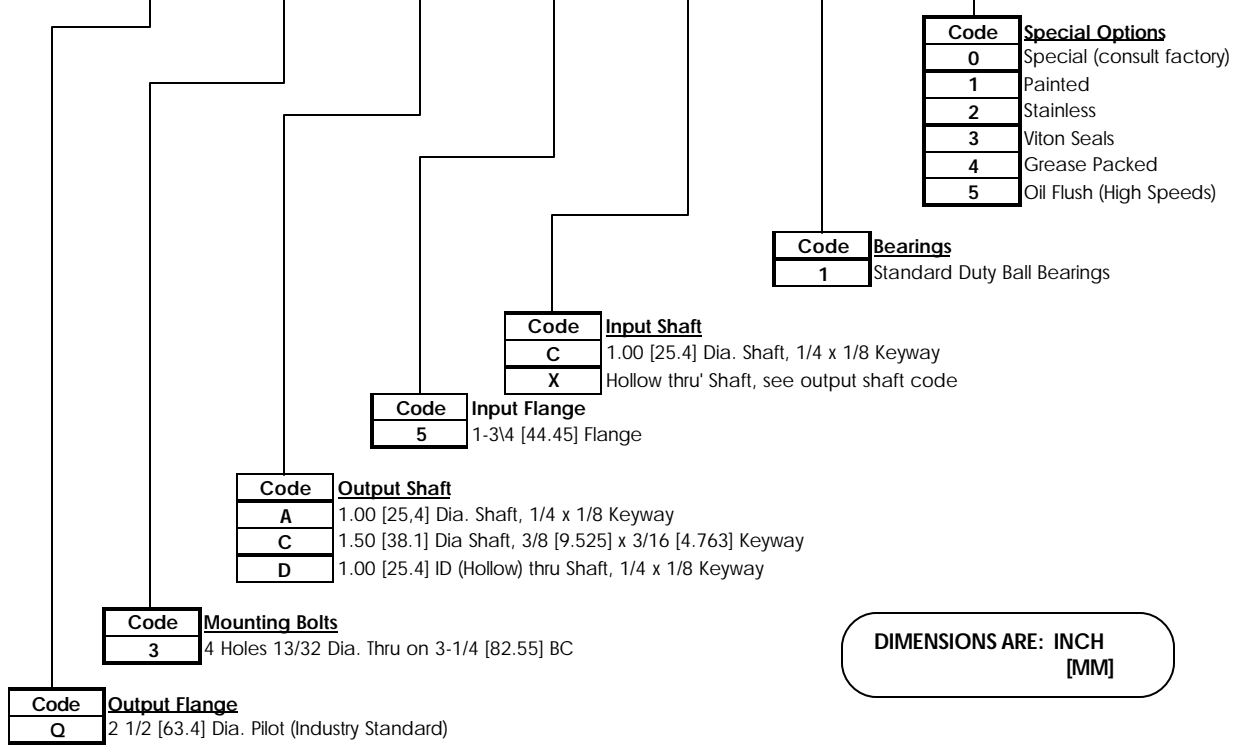 Code Special Options
0 Special (consult factory)
1 Painted
2 Stainless
3 Viton Seals
4 Grease Packed
5 Oil Flush (High Speeds)
Code Bearings
1 Standard Duty Ball Bearings
Code Input Shaft
C 1.00 [25.4] Dia. Shaft, 1/4 x 1/8 Keyway
X Hollow thru' Shaft, see output shaft code
Code Input Flange
5 1-3\4 [44.45] Flange
Code Output Shaft
A 1.00 [25,4] Dia. Shaft, 1/4 x 1/8 Keyway
C 1.50 [38.1] Dia Shaft, 3/8 [9.525] x 3/16 [4.763] Keyway
D 1.00 [25.4] ID (Hollow) thru Shaft, 1/4 x 1/8 Keyway
Code Mounting Bolts
3 4 Holes 13/32 Dia. Thru on 3-1/4 [82.55] BC
DIMENSIONS ARE: INCH
[MM]
Code Output Flange
Q 2 1/2 [63.4] Dia. Pilot (Industry Standard)